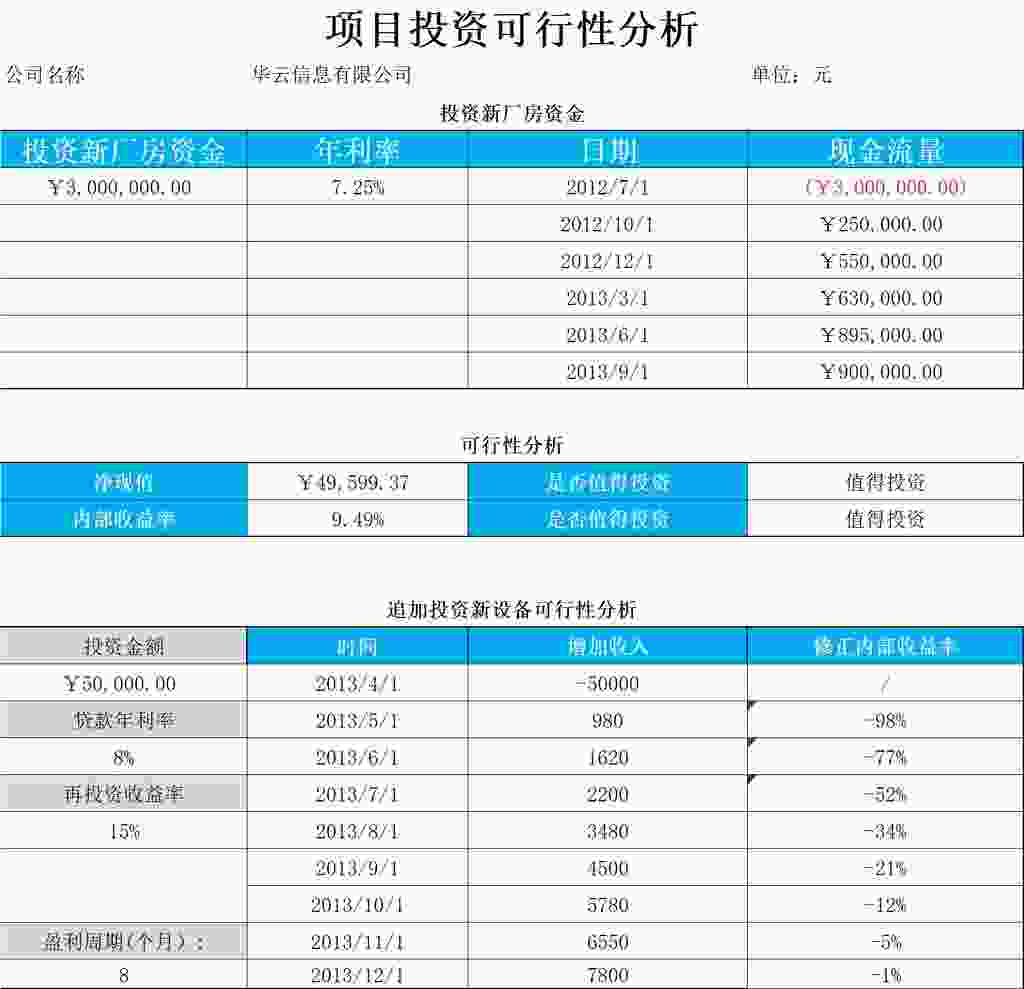 项目投资可行性分析
公司名称 华云信息有限公司 单位：元
投资新厂房资金
投资新厂房资金 年利率 日期 现金流量
￥3,000,000.00 7.25% 2012/7/1 (￥3,000,000.00)
2012/10/1 ￥250,000.00
2012/12/1 ￥550,000.00
2013/3/1 ￥630,000.00
2013/6/1 ￥895,000.00
2013/9/1 ￥900,000.00
可行性分析
净现值 ￥49,599.37 是否值得投资 值得投资
内部收益率 9.49% 是否值得投资 值得投资
追加投资新设备可行性分析
投资金额 时间 增加收入 修正内部收益率
￥50,000.00 2013/4/1 -50000 /
贷款年利率 2013/5/1 980 -98%
8% 2013/6/1 1620 -77%
再投资收益率 2013/7/1 2200 -52%
15% 2013/8/1 3480 -34%
2013/9/1 4500 -21%
2013/10/1 5780 -12%
盈利周期(个月）: 2013/11/1 6550 -5%
8 2013/12/1 7800 -1%